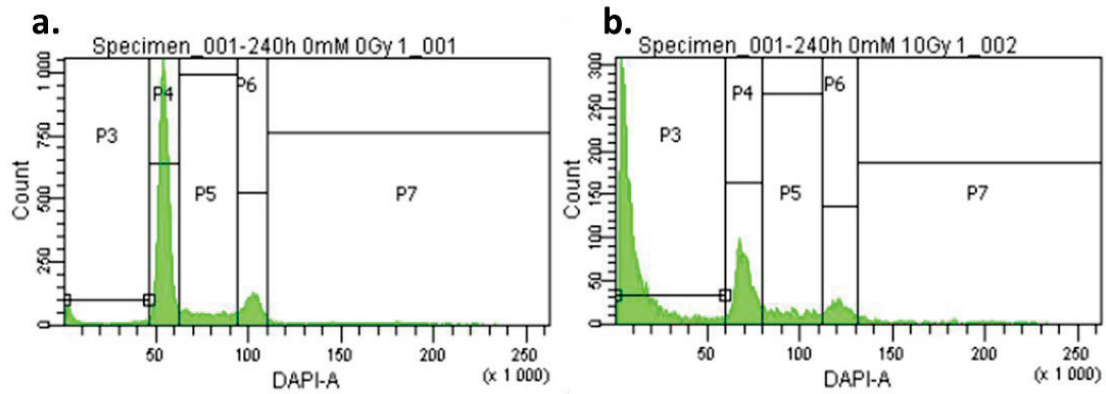 a.
Specimen_001-240h 0mM 0Gy 1_001
1 000
750
500
250
0
Count
P3
P4
P5
P6
P7
50
100
150
200
250
DAPI-A
(x 1 000)
b.
Specimen_001-240h 0mM 10Gy 1_002
300
250
200
150
100
50
0
Count
P3
P4
P5
P6
P7
50
100
150
200
250
DAPI-A
(x 1 000)